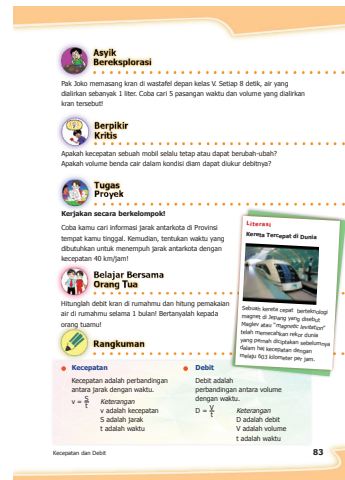 Asyik
Bereksplorasi
Pak Joko memasang kran di wastafel depan kelas V. Setiap 8 detik, air yang
dialirkan sebanyak 1 liter. Coba cari 5 pasangan waktu dan volume yang dialirkan
kran tersebut!
Berpikir
Kritis
Apakah kecepatan sebuah mobil selalu tetap atau dapat berubah-ubah?
Apakah volume benda cair dalam kondisi diam dapat diukur debitnya?
Tugas
Proyek
Kerjakan secara berkelompok!
Coba kamu cari informasi jarak antarkota di Provinsi
tempat kamu tinggal. Kemudian, tentukan waktu yang
dibutuhkan untuk menempuh jarak antarkota dengan
kecepatan 40 km/jam!
Literasi
Kereta Tercepat di Dunia
Sebuah kereta cepat berteknologi
magnet di Jepang yang disebut
Maglev atau "magnetic levitation"
telah memecahkan rekor dunia
yang pernah diciptakan sebelumnya
dalam hal kecepatan dengan
melaju 603 kilometer per jam.
Belajar Bersama
Orang Tua
Hitunglah debit kran di rumahmu dan hitung pemakaian
air di rumahmu selama 1 bulan! Bertanyalah kepada
orang tuamu!
Rangkuman
• Kecepatan
Kecepatan adalah perbandingan
antara jarak dengan waktu.
v = S/t Keterangan
v adalah kecepatan
S adalah jarak
t adalah waktu
• Debit
Debit adalah
perbandingan antara volume
dengan waktu.
D = V/t Keterangan
D adalah debit
V adalah volume
t adalah waktu
Kecepatan dan Debit
83